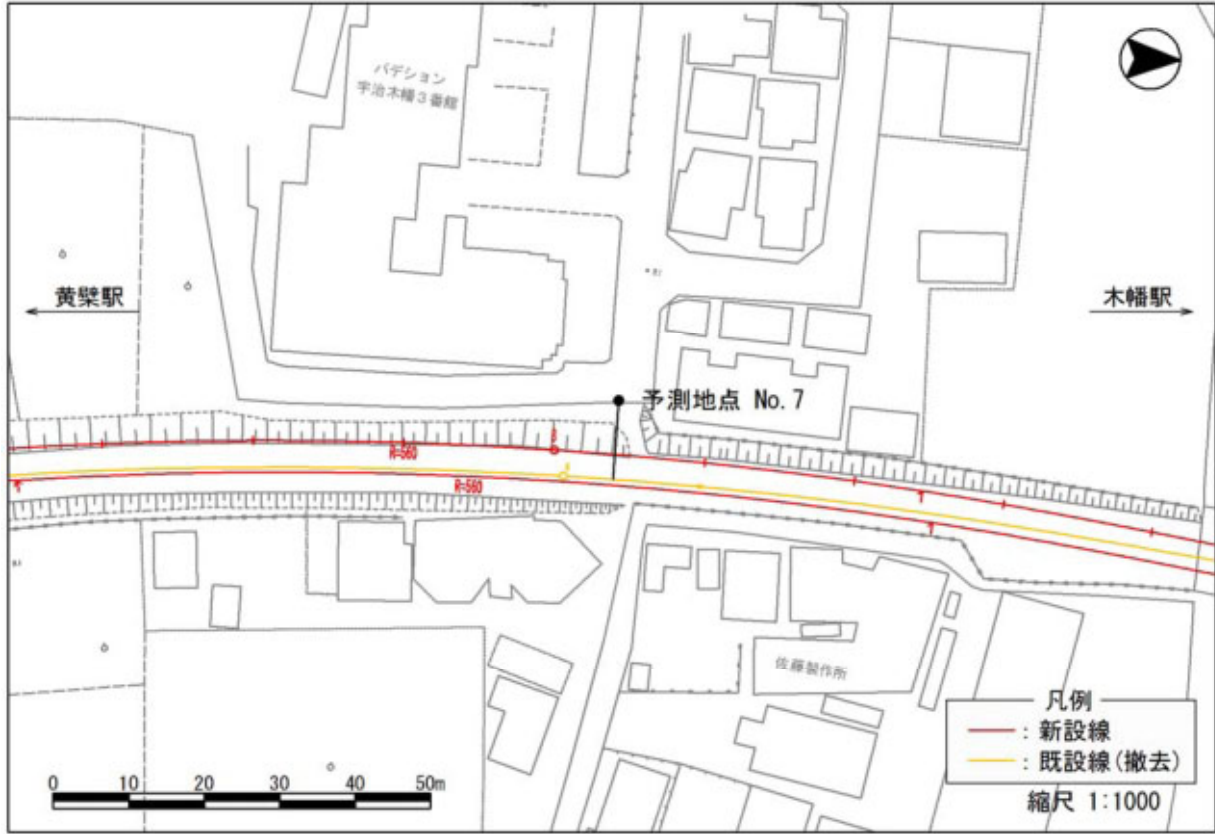 パデション
宇治木幡3番館
黄檗駅
木幡駅
予測地点 No.7
R=560
R=560
佐藤製作所
凡例
: 新設線
: 既設線(撤去)
縮尺 1:1000
0 10 20 30 40 50m